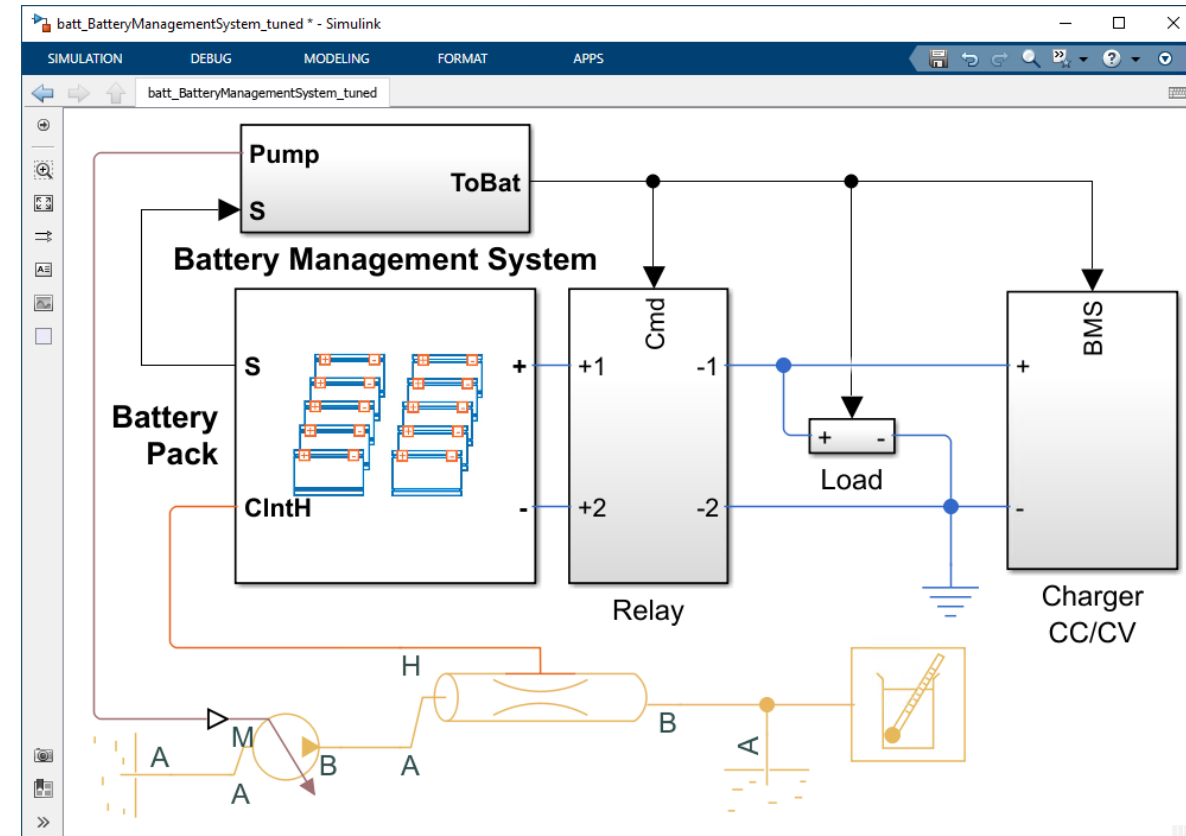 batt_BatteryManagementSystem_tuned * - Simulink
SIMULATION DEBUG MODELING FORMAT APPS
batt_BatteryManagementSystem_tuned
Pump
ToBat
S
Battery Management System
Cmd
BMS
S
+
+1
-1
+
Battery
Pack
+ -
Load
ClntH
-
+2
-2
-
Relay
Charger
CC/CV
H
B
M
A
B
A
A
A